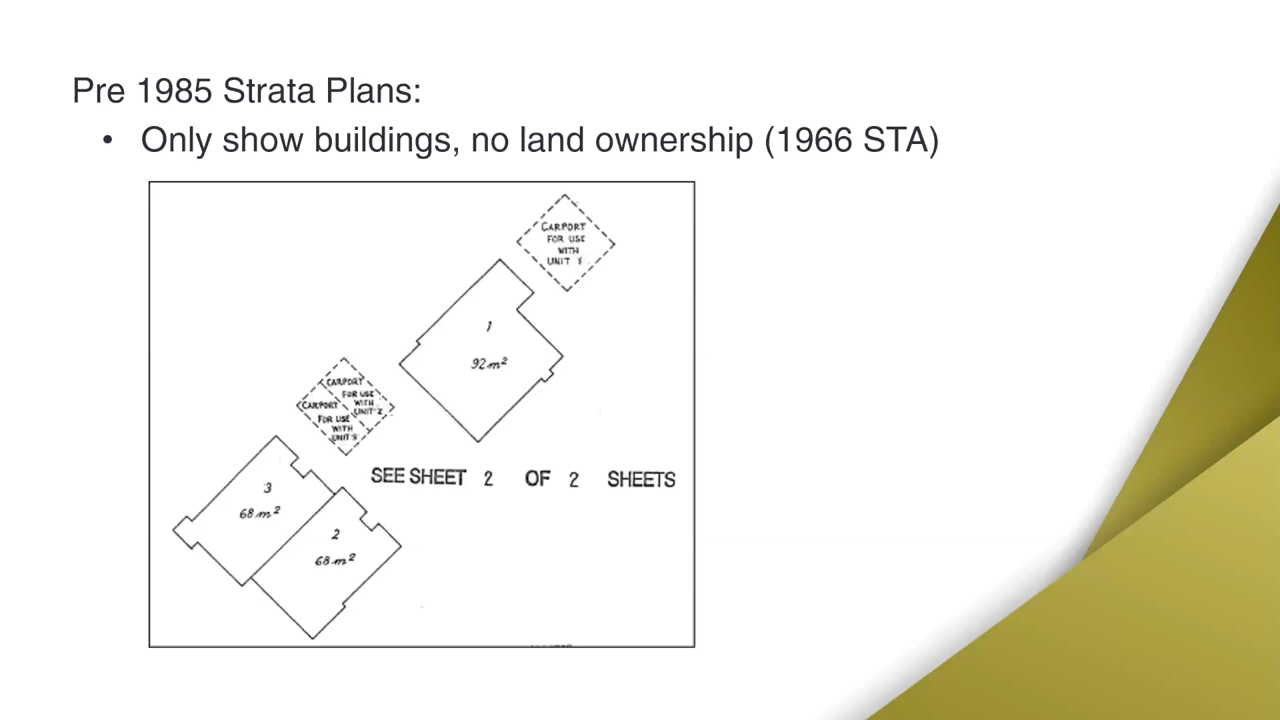 Pre 1985 Strata Plans:
• Only show buildings, no land ownership (1966 STA)
CARPORT
FOR USE
WITH
UNIT 1
1
92 m²
CARPORT
FOR USE
WITH
UNIT 2
CARPORT
FOR USE
WITH
UNIT 3
SEE SHEET 2 OF 2 SHEETS
3
68 m²
2
68 m²